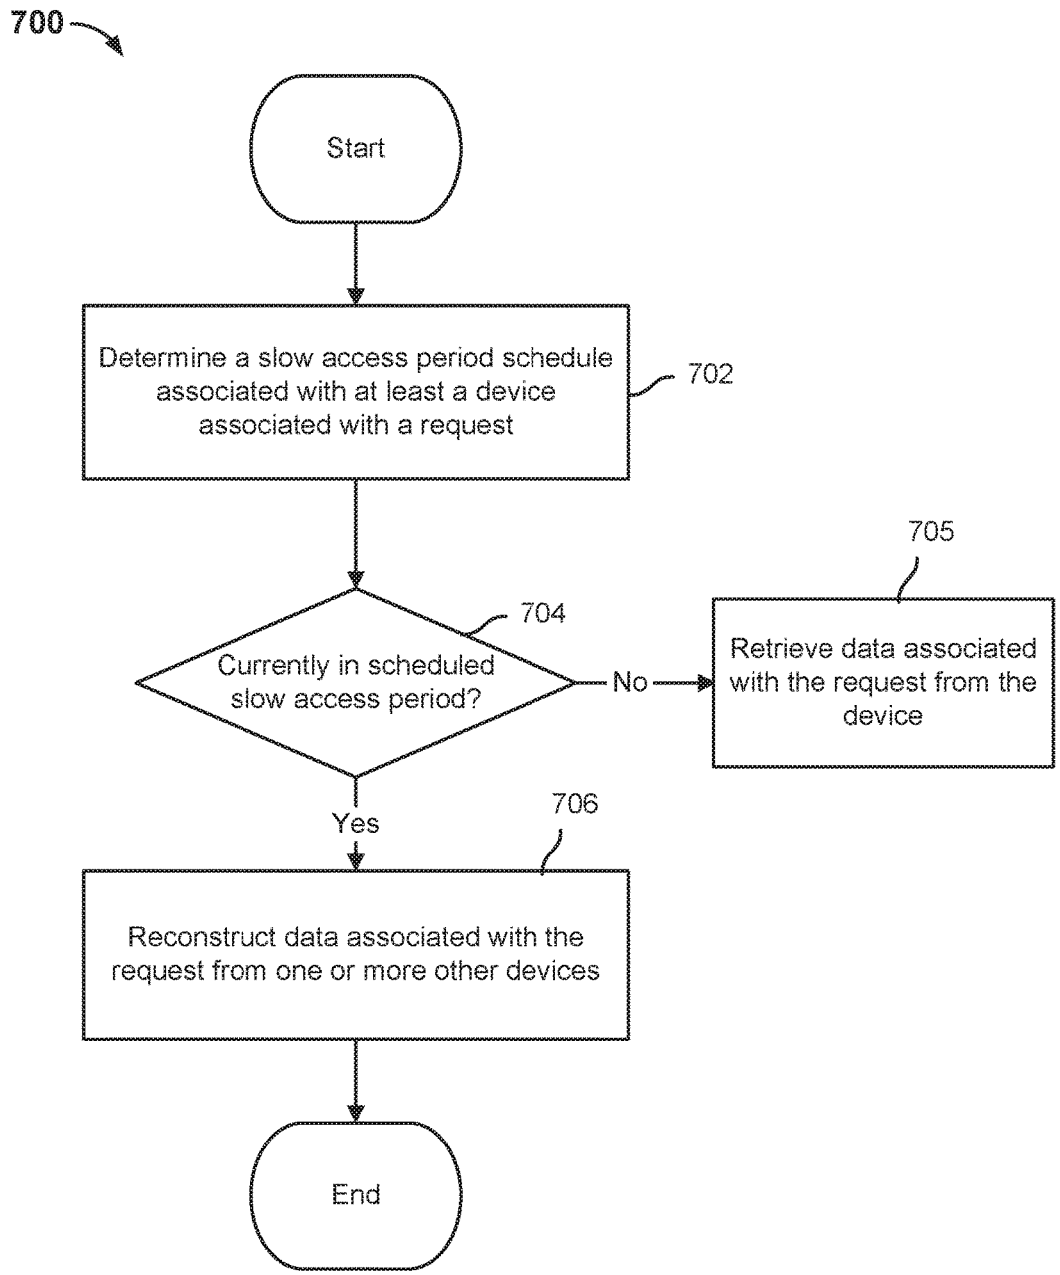 700
Start
Determine a slow access period schedule
associated with at least a device
associated with a request
702
705
704
Currently in scheduled
slow access period?
No
Retrieve data associated
with the request from the
device
Yes
706
Reconstruct data associated with the
request from one or more other devices
End